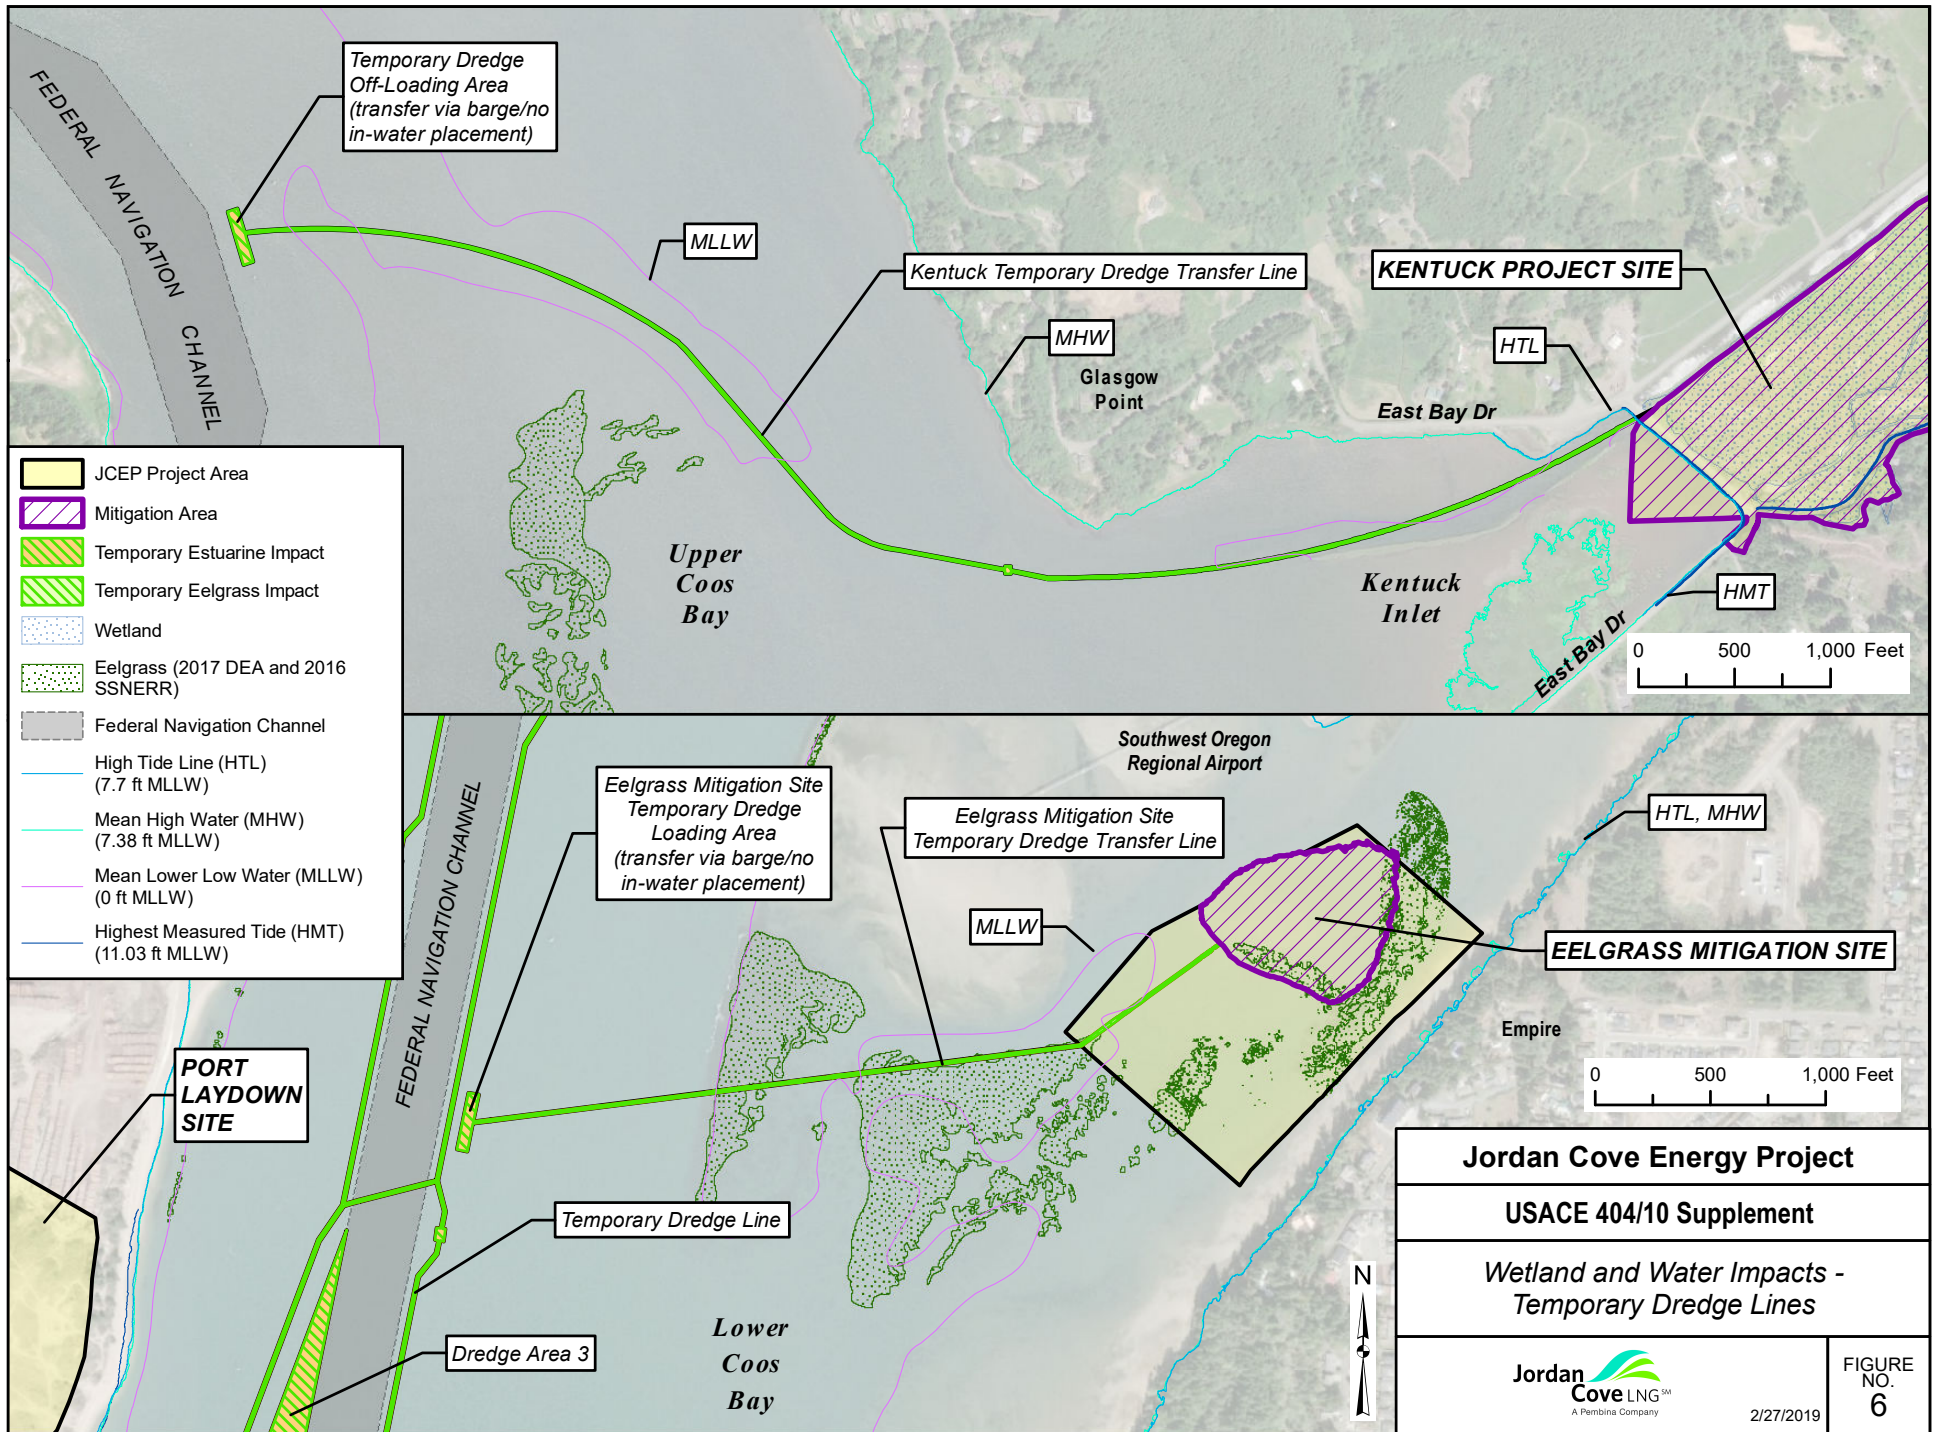 FEDERAL NAVIGATION CHANNEL
Temporary Dredge
Off-Loading Area
(transfer via barge/no
in-water placement)
MLLW
Kentuck Temporary Dredge Transfer Line
KENTUCK PROJECT SITE
MHW
HTL
Glasgow
Point
East Bay Dr
Upper
Coos
Bay
Kentuck
Inlet
HMT
East Bay Dr
0 500 1,000 Feet
JCEP Project Area
Mitigation Area
Temporary Estuarine Impact
Temporary Eelgrass Impact
Wetland
Eelgrass (2017 DEA and 2016
SSNERR)
Federal Navigation Channel
High Tide Line (HTL)
(7.7 ft MLLW)
Mean High Water (MHW)
(7.38 ft MLLW)
Mean Lower Low Water (MLLW)
(0 ft MLLW)
Highest Measured Tide (HMT)
(11.03 ft MLLW)
FEDERAL NAVIGATION CHANNEL
Southwest Oregon
Regional Airport
Eelgrass Mitigation Site
Temporary Dredge
Loading Area
(transfer via barge/no
in-water placement)
Eelgrass Mitigation Site
Temporary Dredge Transfer Line
HTL, MHW
MLLW
EELGRASS MITIGATION SITE
Empire
0 500 1,000 Feet
PORT
LAYDOWN
SITE
Temporary Dredge Line
Dredge Area 3
Lower
Coos
Bay
N
Jordan Cove Energy Project
USACE 404/10 Supplement
Wetland and Water Impacts -
Temporary Dredge Lines
Jordan
Cove LNG SM
A Pembina Company
2/27/2019
FIGURE
NO.
6